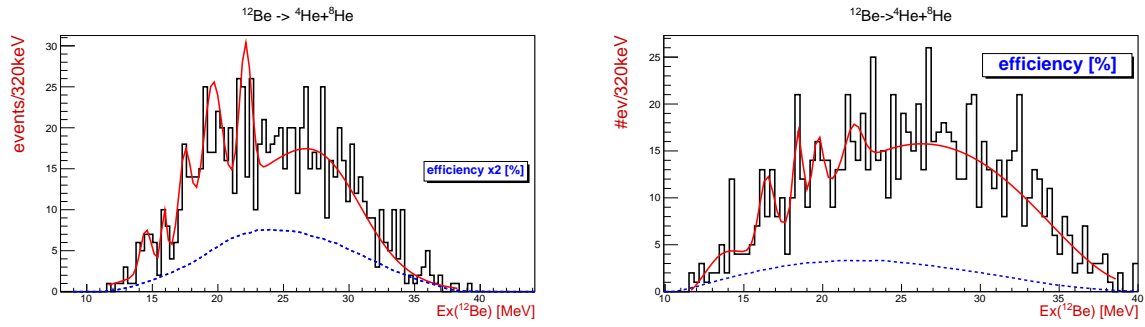 ¹²Be -> ⁴He+⁸He
events/320keV
30
25
20
15
10
5
0
efficiency x2 [%]
10 15 20 25 30 35 40
Ex(¹²Be) [MeV]
¹²Be->⁴He+⁸He
#ev/320keV
25
20
15
10
5
0
efficiency [%]
10 15 20 25 30 35 40
Ex(¹²Be) [MeV]